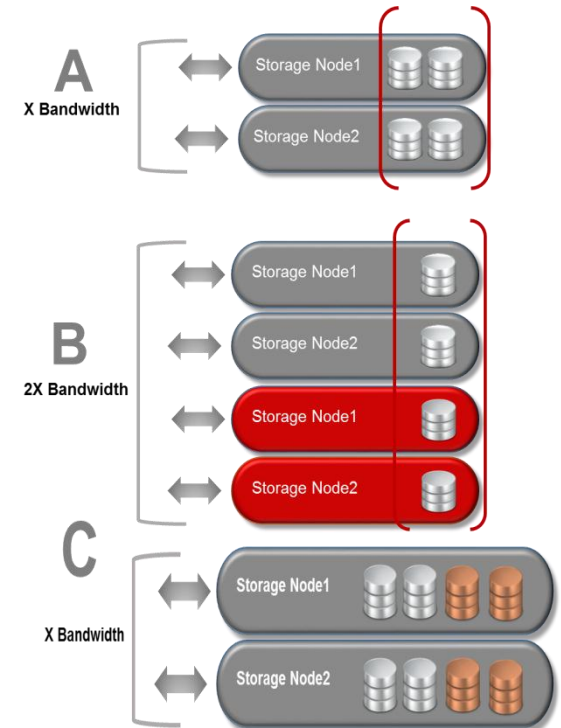 A
X Bandwidth
Storage Node1
Storage Node2
B
2X Bandwidth
Storage Node1
Storage Node2
Storage Node1
Storage Node2
C
X Bandwidth
Storage Node1
Storage Node2